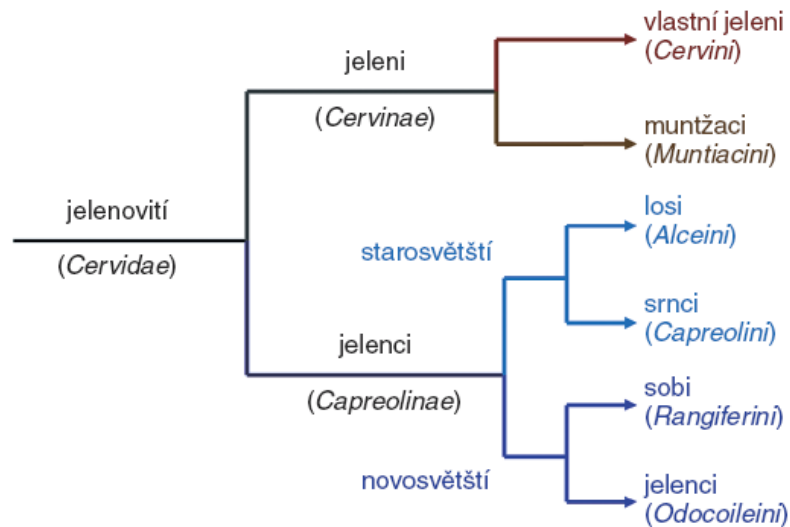 vlastní jeleni
(Cervini)
jeleni
(Cervinae)
muntžaci
(Muntiacini)
jelenovití
(Cervidae)
losi
(Alceini)
starosvětští
srnci
(Capreolini)
jelenci
(Capreolinae)
sobi
(Rangiferini)
novosvětští
jelenci
(Odocoileini)